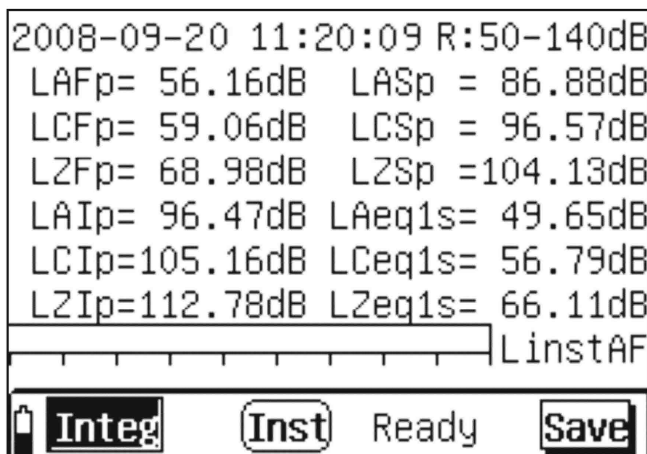 2008-09-20 11:20:09 R:50-140dB
LAFp= 56.16dB LASp = 86.88dB
LCFp= 59.06dB LCSp = 96.57dB
LZFp= 68.98dB LZSp =104.13dB
LAIp= 96.47dB LAeq1s= 49.65dB
LCIp=105.16dB LCeq1s= 56.79dB
LZIp=112.78dB LZeq1s= 66.11dB
LinstAF
Integ Inst Ready Save